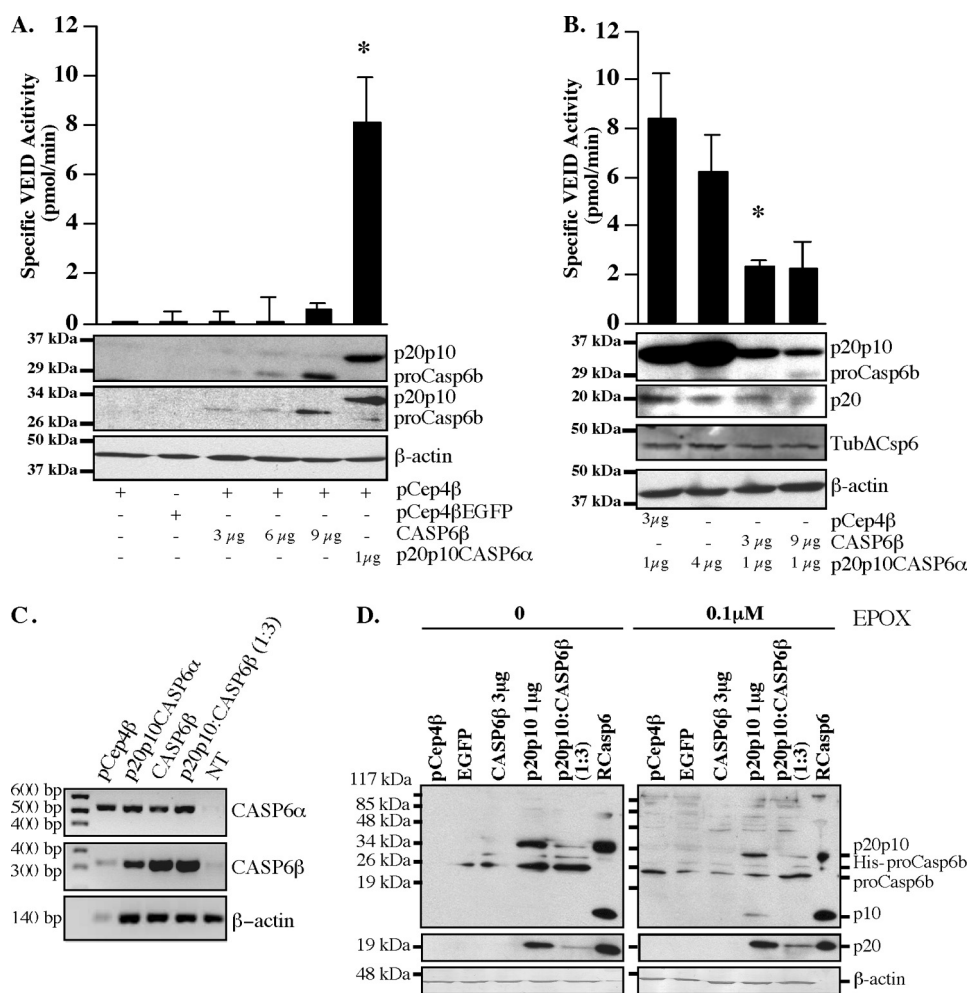 A.
12
10
8
6
4
2
0
Specific VEID Acitivity
(pmol/min)
*
37 kDa
29 kDa
34 kDa
26 kDa
50 kDa
37 kDa
p20p10
proCasp6b
p20p10
proCasp6b
β-actin
+ - + + + + pCep4β
- + - - - - pCep4βEGFP
- - 3 µg 6 µg 9 µg - CASP6β
- - - - - 1µg p20p10CASP6α
B.
12
10
8
6
4
2
0
Specific VEID Activity
(pmol/min)
*
37 kDa
29 kDa
20 kDa
50 kDa
50 kDa
37 kDa
p20p10
proCasp6b
p20
TubΔCsp6
β-actin
3µg - - - pCep4β
- - 3 µg 9 µg CASP6β
1µg 4 µg 1 µg 1 µg p20p10CASP6α
C.
pCep4β
p20p10CASP6α
CASP6β
p20p10:CASP6β (1:3)
NT
600 bp
500 bp
400 bp
CASP6α
400 bp
300 bp
CASP6β
140 bp
β-actin
D.
0
0.1µM
EPOX
pCep4β
EGFP
CASP6β 3µg
p20p10 1µg
p20p10:CASP6β
(1:3)
RCasp6
pCep4β
EGFP
CASP6β 3µg
p20p10 1µg
p20p10:CASP6β
(1:3)
RCasp6
117 kDa
85 kDa
48 kDa
34 kDa
26 kDa
19 kDa
19 kDa
48 kDa
p20p10
His-proCasp6b
proCasp6b
p10
p20
β-actin